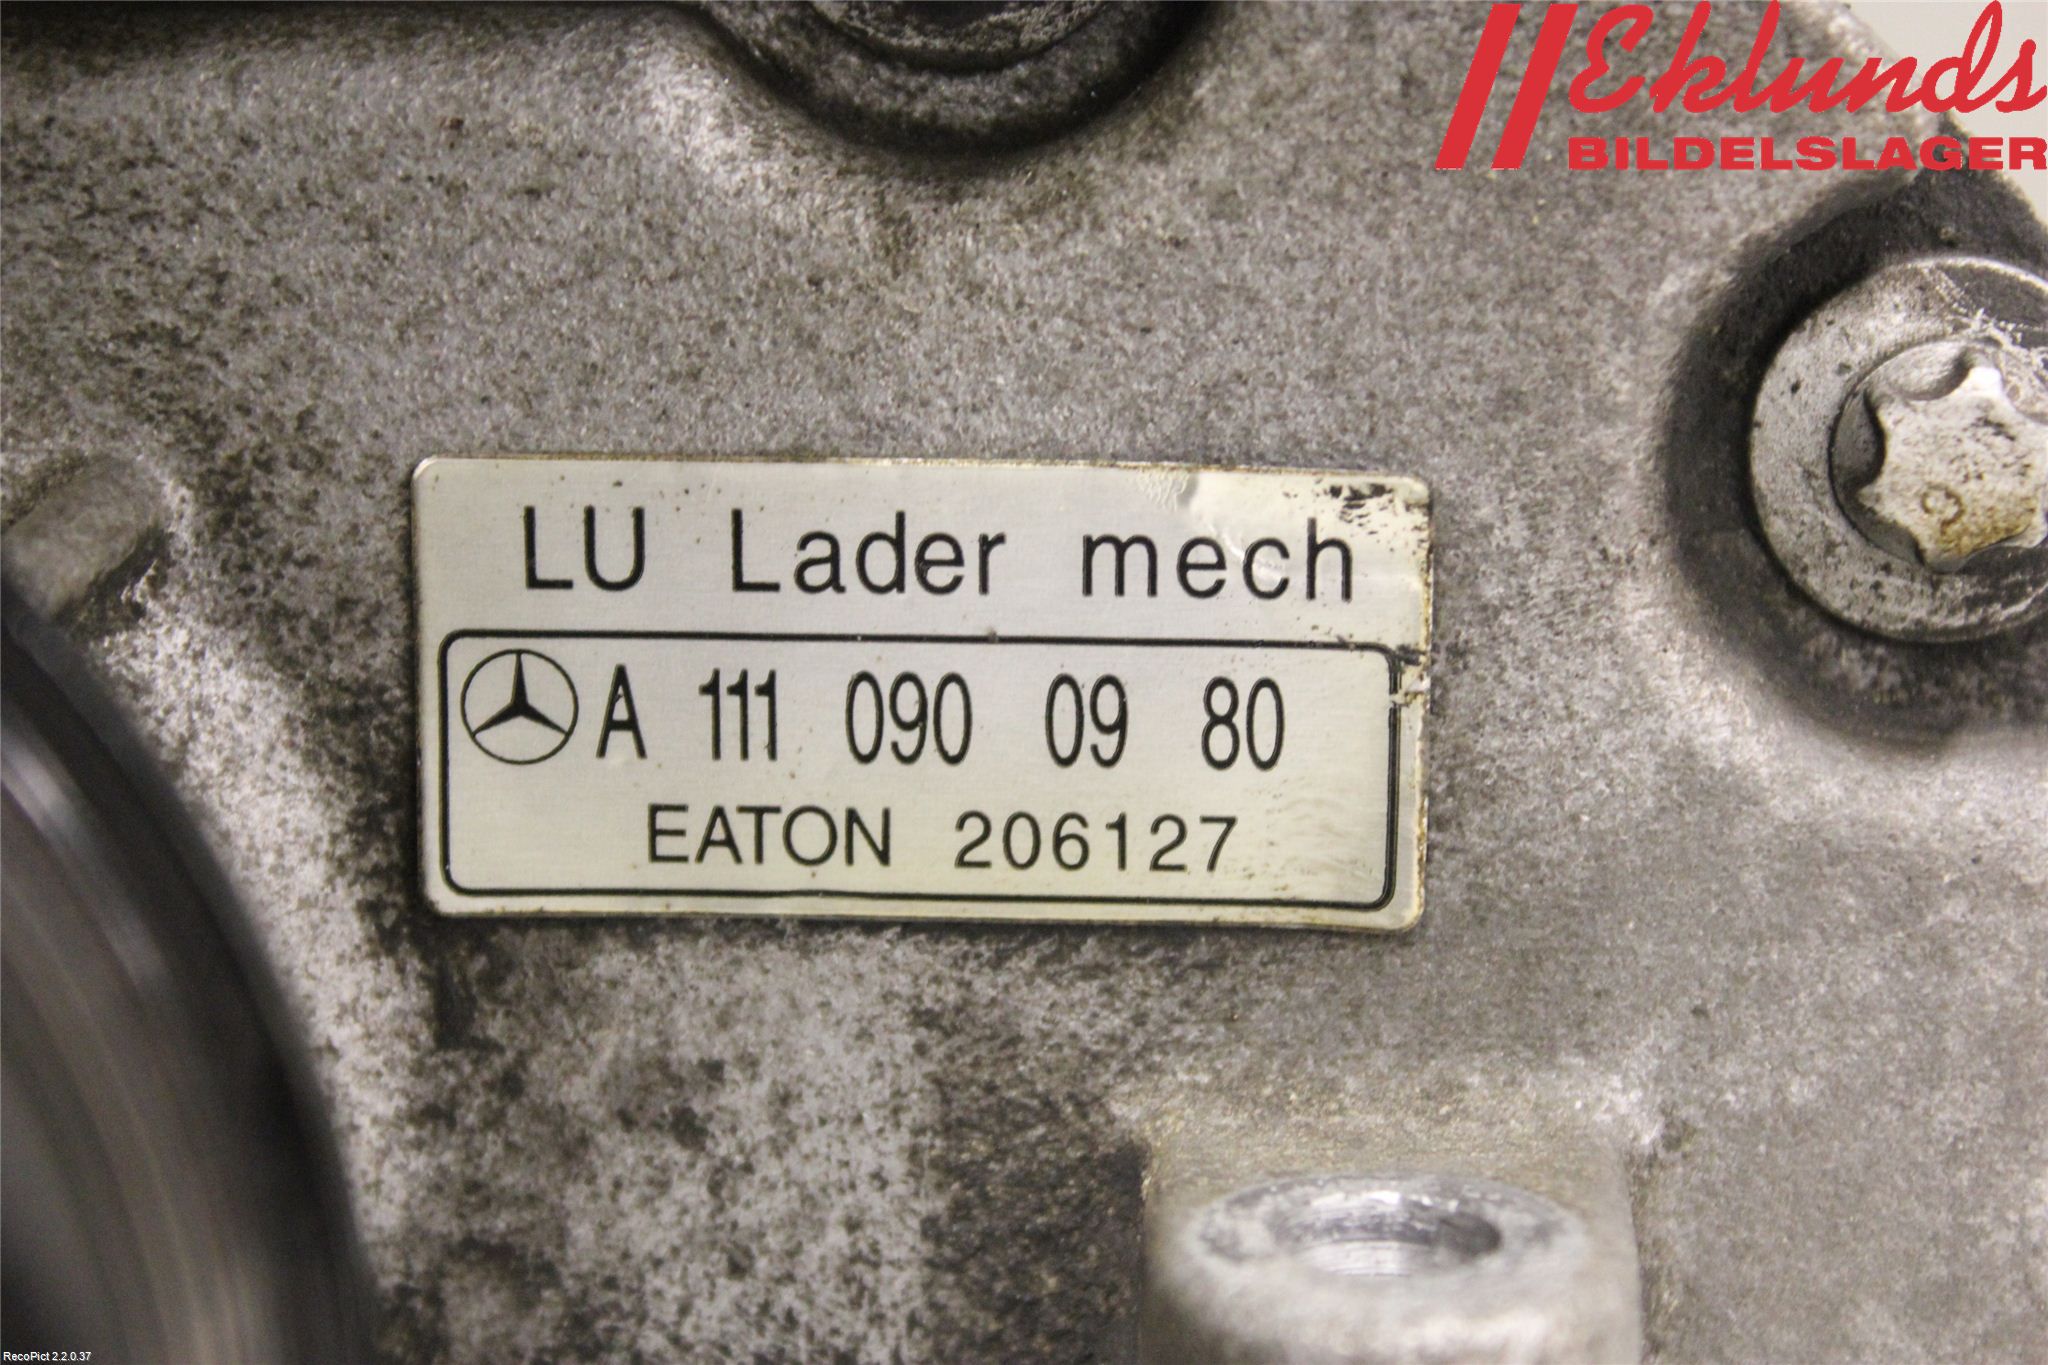 Eklunds
BILDELSLAGER
LU Lader mech
A 111 090 09 80
EATON 206127
RecoPict 2.2.0.37